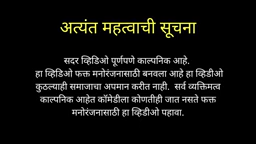 अत्यंत महत्वाची सूचना
सदर व्हिडिओ पूर्णपणे काल्पनिक आहे.
हा व्हिडिओ फक्त मनोरंजनासाठी बनवला आहे हा व्हिडीओ
कुठल्याही समाजाचा अपमान करीत नाही. सर्व व्यक्तिमत्व
काल्पनिक आहेत कॉमेडीला कोणतीही जात नसते फक्त
मनोरंजनासाठी हा व्हिडीओ पहावा.